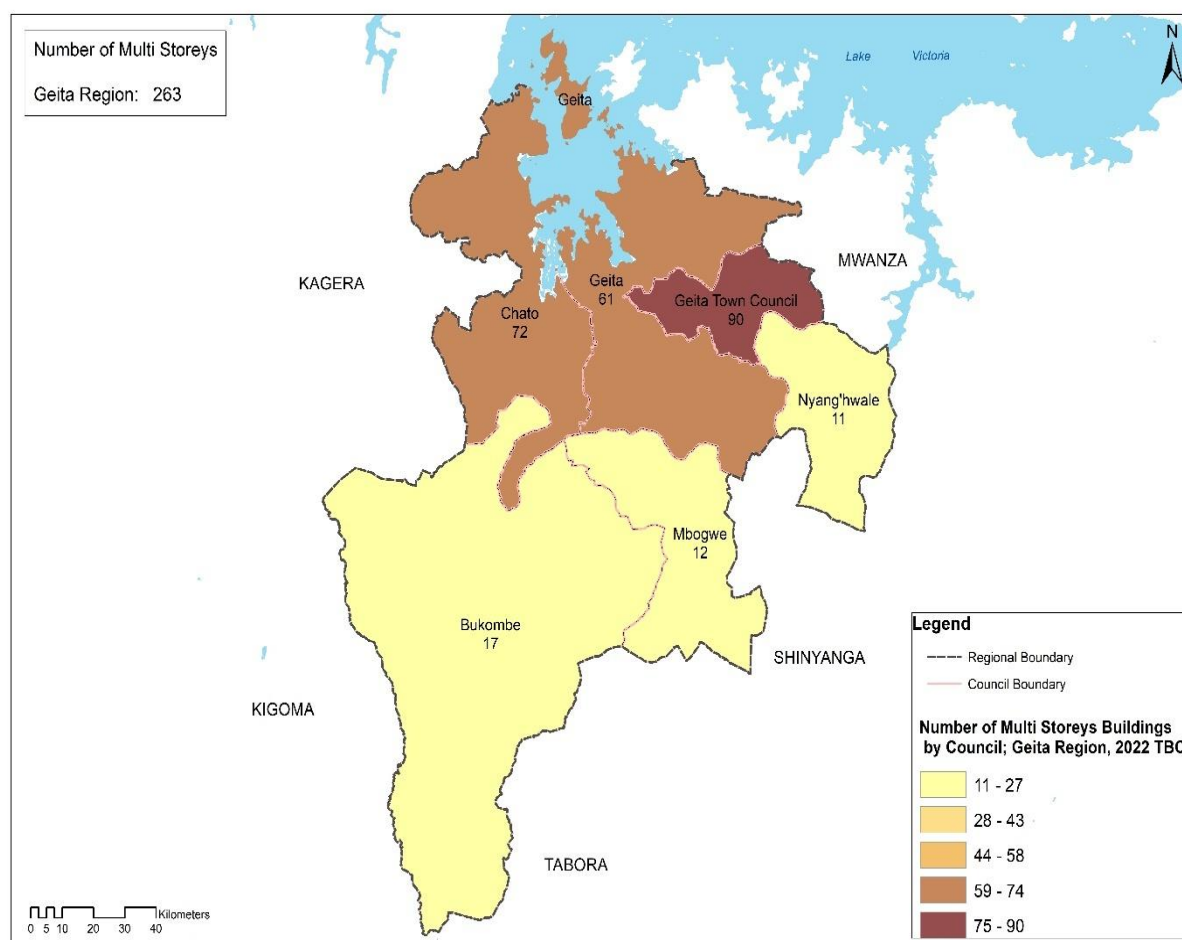 Number of Multi Storeys
Geita Region: 263
Lake Victoria
N
Geita
KAGERA
MWANZA
Geita
61
Geita Town Council
90
Chato
72
Nyang'hwale
11
Mbogwe
12
Bukombe
17
SHINYANGA
KIGOMA
TABORA
Legend
Regional Boundary
Council Boundary
Number of Multi Storeys Buildings
by Council; Geita Region, 2022 TBC
11 - 27
28 - 43
44 - 58
59 - 74
75 - 90
Kilometers
0 5 10 20 30 40